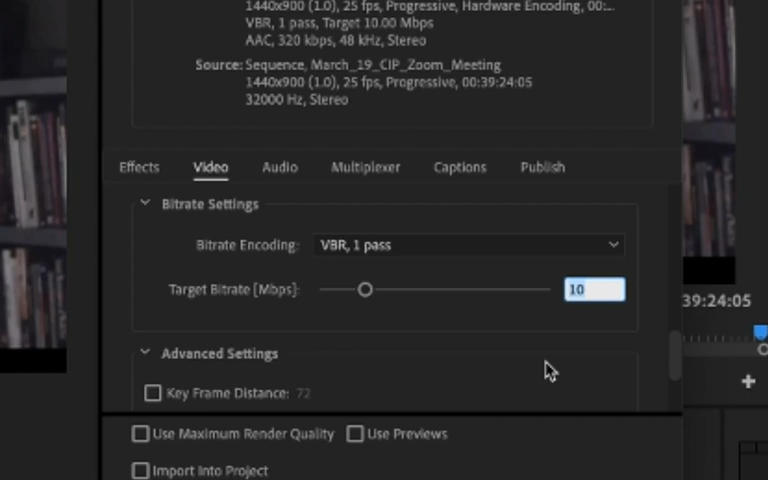 1440x900 (1.0), 25 fps, Progressive, Hardware Encoding, 00:...
VBR, 1 pass, Target 10.00 Mbps
AAC, 320 kbps, 48 kHz, Stereo
Source: Sequence, March_19_CIP_Zoom_Meeting
1440x900 (1.0), 25 fps, Progressive, 00:39:24:05
32000 Hz, Stereo
Effects Video Audio Multiplexer Captions Publish
Bitrate Settings
Bitrate Encoding: VBR, 1 pass
Target Bitrate [Mbps]: 10
39:24:05
Advanced Settings
Key Frame Distance: 72
Use Maximum Render Quality Use Previews
Import Into Project